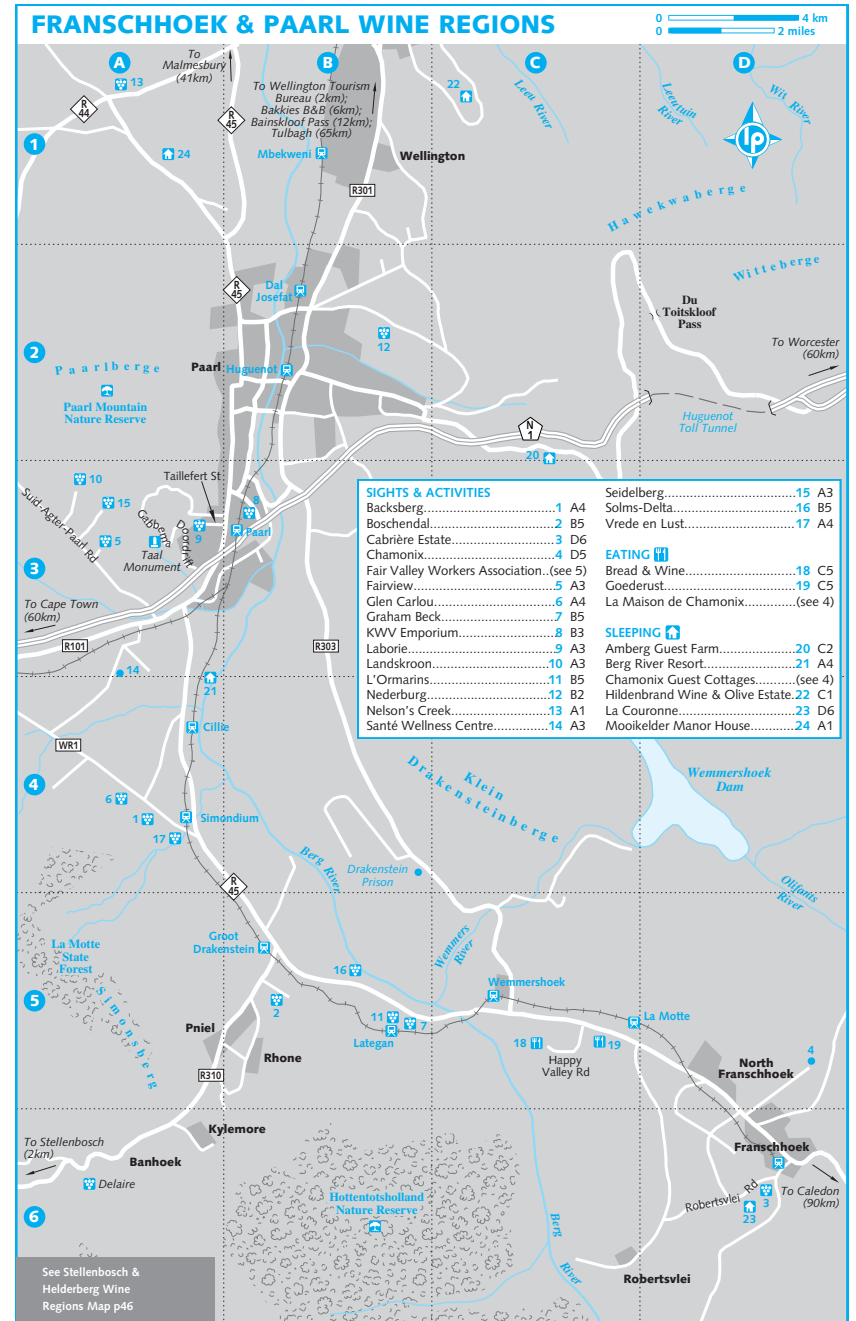 FRANSCHHOEK & PAARL WINE REGIONS
0 4 km
0 2 miles
A
B
C
D
To
Malmesbury
(41km)
13
R
44
R
45
To Wellington Tourism
Bureau (2km);
Bakkies B&B (6km);
Bainskloof Pass (12km);
Tulbagh (65km)
22
Leeu River
Leeutuin
River
Wit River
lp
1
24
Mbekweni
Wellington
R301
Hawekwaberge
Witteberge
R
45
Dal
Josefat
Du
Toitskloof
Pass
To Worcester
(60km)
2
12
Paarlberge
Paarl
Huguenot
Paarl Mountain
Nature Reserve
Huguenot
Toll Tunnel
N
1
20
10
Taillefert St
15
Suid-Agter-Paarl Rd
5
Gaboema
Doordrift
Taal
Monument
9
8
Paarl
3
To Cape Town
(60km)
R101
R303
14
21
SIGHTS & ACTIVITIES
Backsberg 1 A4
Boschendal 2 B5
Cabrière Estate 3 D6
Chamonix 4 D5
Fair Valley Workers Association..(see 5)
Fairview 5 A3
Glen Carlou 6 A4
Graham Beck 7 B5
KWV Emporium 8 B3
Laborie 9 A3
Landskroon 10 A3
L'Ormarins 11 B5
Nederburg 12 B2
Nelson's Creek 13 A1
Santé Wellness Centre 14 A3
Seidelberg 15 A3
Solms-Delta 16 B5
Vrede en Lust 17 A4
EATING
Bread & Wine 18 C5
Goederust 19 C5
La Maison de Chamonix (see 4)
SLEEPING
Amberg Guest Farm 20 C2
Berg River Resort 21 A4
Chamonix Guest Cottages (see 4)
Hildenbrand Wine & Olive Estate. 22 C1
La Couronne 23 D6
Mooikelder Manor House 24 A1
Cillie
WR1
4
6
1
17
Simondium
Klein
Drakensteinberge
Wemmershoek
Dam
R
45
Berg River
Drakenstein
Prison
Olifants
River
La Motte
State
Forest
Simonsberg
Groot
Drakenstein
Wemmers
River
16
Wemmershoek
5
2
11
7
Lategan
La Motte
18
19
Happy
Valley Rd
4
North
Franschhoek
Pniel
Rhone
R310
Kylemore
Banhoek
To Stellenbosch
(2km)
Delaire
Franschhoek
Robertsvlei Rd
3
23
To Caledon
(90km)
6
Hottentotsholland
Nature Reserve
Berg
River
Robertsvlei
See Stellenbosch &
Helderberg Wine
Regions Map p46